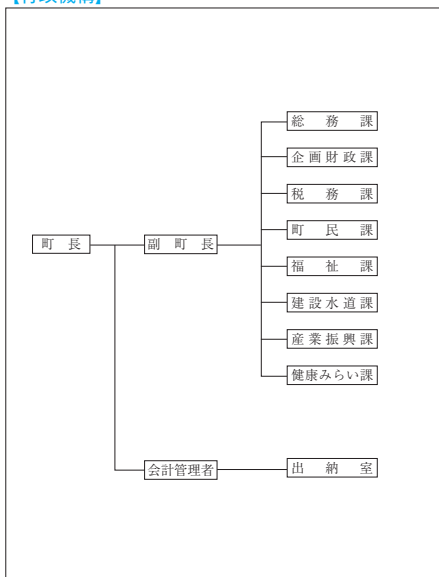 【行政機構】
総務課
企画財政課
税務課
町民課
町長
副町長
福祉課
建設水道課
産業振興課
健康みらい課
会計管理者
出納室